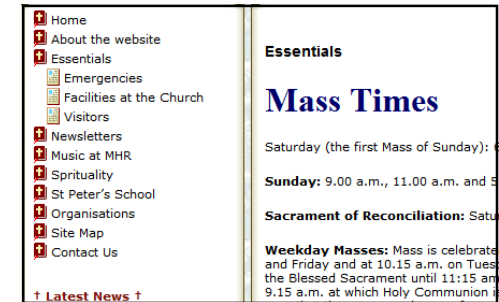 Home
About the website
Essentials
Emergencies
Facilities at the Church
Visitors
Newsletters
Music at MHR
Sprituality
St Peter's School
Organisations
Site Map
Contact Us
† Latest News †
Essentials
Mass Times
Saturday (the first Mass of Sunday):
Sunday: 9.00 a.m., 11.00 a.m. and 5
Sacrament of Reconciliation: Satu
Weekday Masses: Mass is celebrate
and Friday and at 10.15 a.m. on Tues
the Blessed Sacrament until 11:15 am
9.15 a.m. at which Holy Communion i